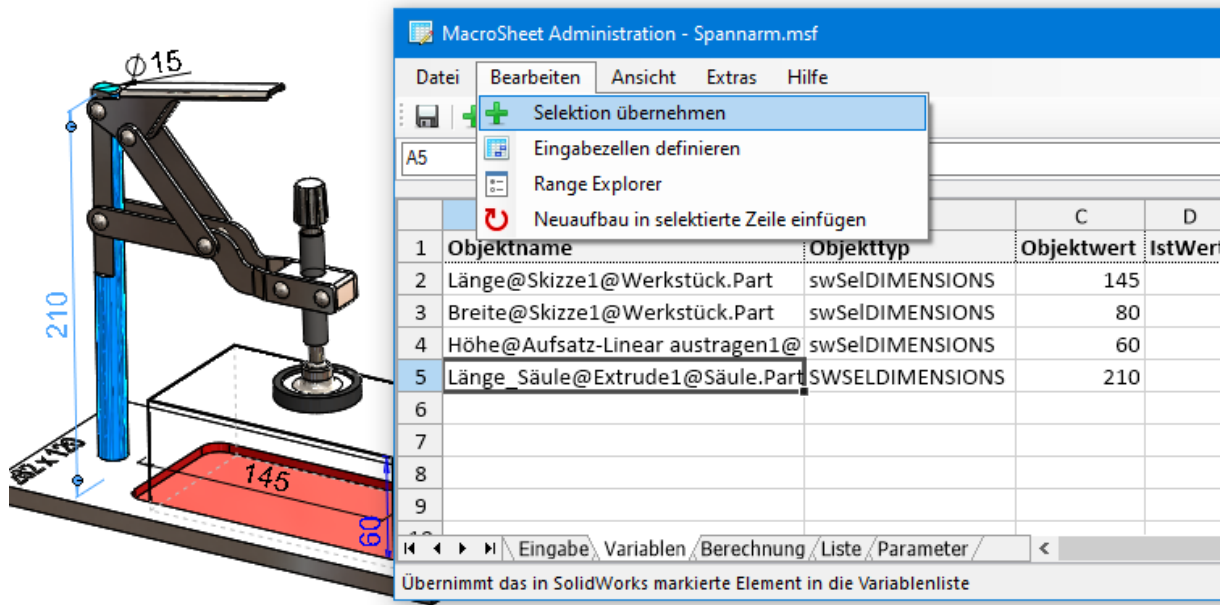 MacroSheet Administration - Spannarm.msf
Datei Bearbeiten Ansicht Extras Hilfe
Selektion übernehmen
Eingabezellen definieren
Range Explorer
Neuaufbau in selektierte Zeile einfügen
A5
C D
1 Objektname Objekttyp Objektwert IstWert
2 Länge@Skizze1@Werkstück.Part swSelDIMENSIONS 145
3 Breite@Skizze1@Werkstück.Part swSelDIMENSIONS 80
4 Höhe@Aufsatz-Linear austragen1@ swSelDIMENSIONS 60
5 Länge_Säule@Extrude1@Säule.Part SWSELDIMENSIONS 210
6
7
8
9
Eingabe Variablen Berechnung Liste Parameter
Übernimmt das in SolidWorks markierte Element in die Variablenliste
∅15
210
145
60